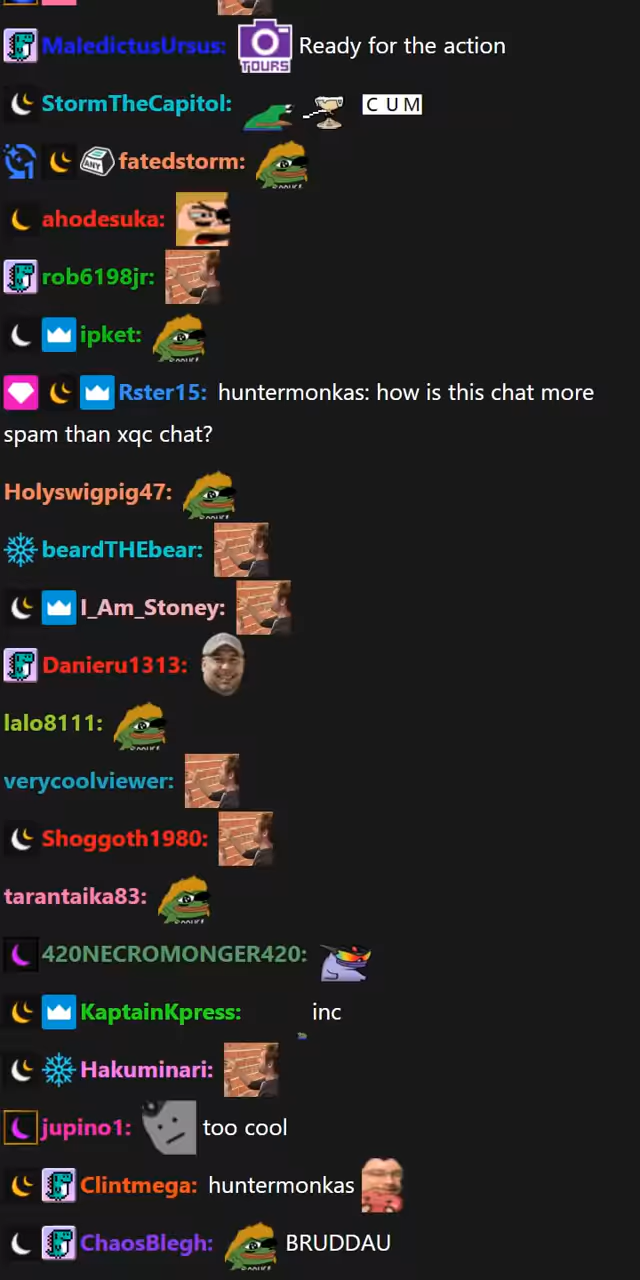 MaledictusUrsus: TOURS Ready for the action
StormTheCapitol: C U M
ANY fatedstorm:
ahodesuka:
rob6198jr:
ipket:
Rster15: huntermonkas: how is this chat more
spam than xqc chat?
Holyswigpig47:
beardTHEbear:
I_Am_Stoney:
Danieru1313:
lalo8111:
verycoolviewer:
Shoggoth1980:
tarantaika83:
420NECROMONGER420:
KaptainKpress: inc
Hakuminari:
jupino1: too cool
Clintmega: huntermonkas
ChaosBlegh: BRUDDAU